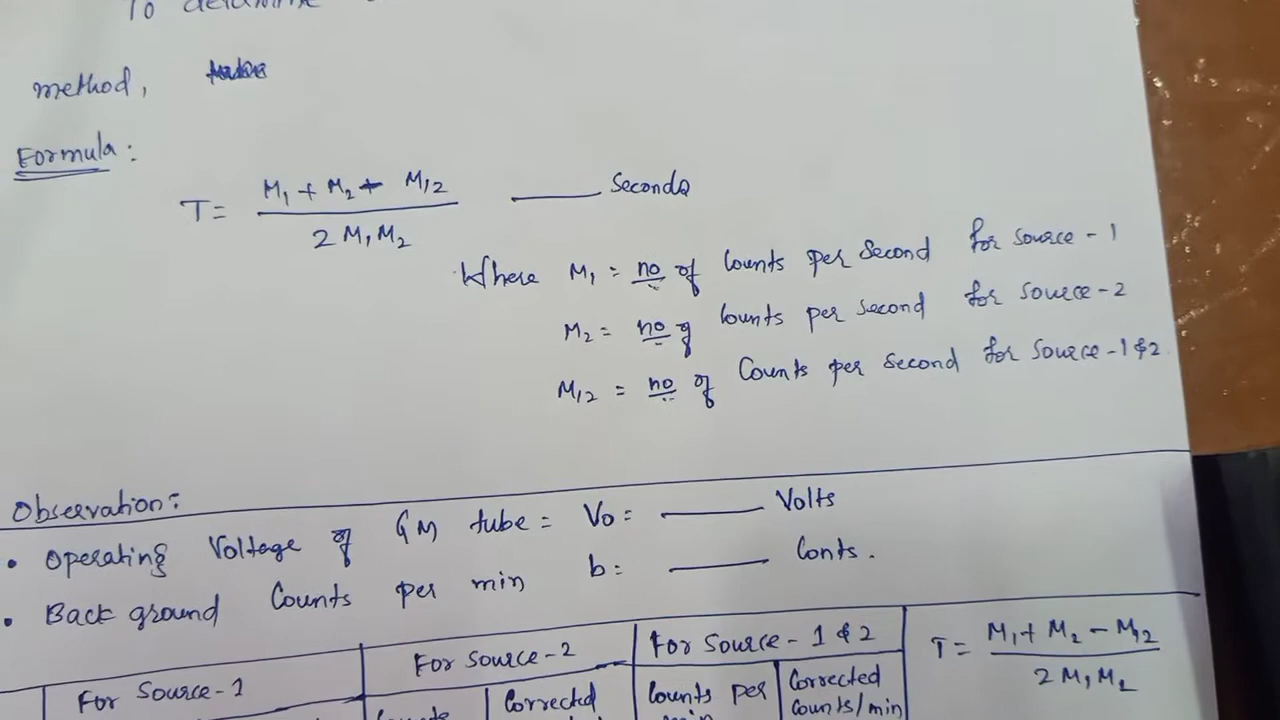 To determine
method,
Formula:
T = M₁ + M₂ + M₁₂ / 2 M₁M₂ ——— Seconds
Where M₁ = no of Counts per Second for source - 1
M₂ = no of Counts per second for source - 2
M₁₂ = no of Counts per second for source - 1 & 2
Observation:
• Operating Voltage of GM tube = V₀ = ——— Volts
• Back ground Counts per min b = ——— Conts.
For Source-1 For source-2 For source - 1 & 2 T = M₁ + M₂ - M₁₂ / 2 M₁M₂
Corrected Counts per min Corrected Counts/min